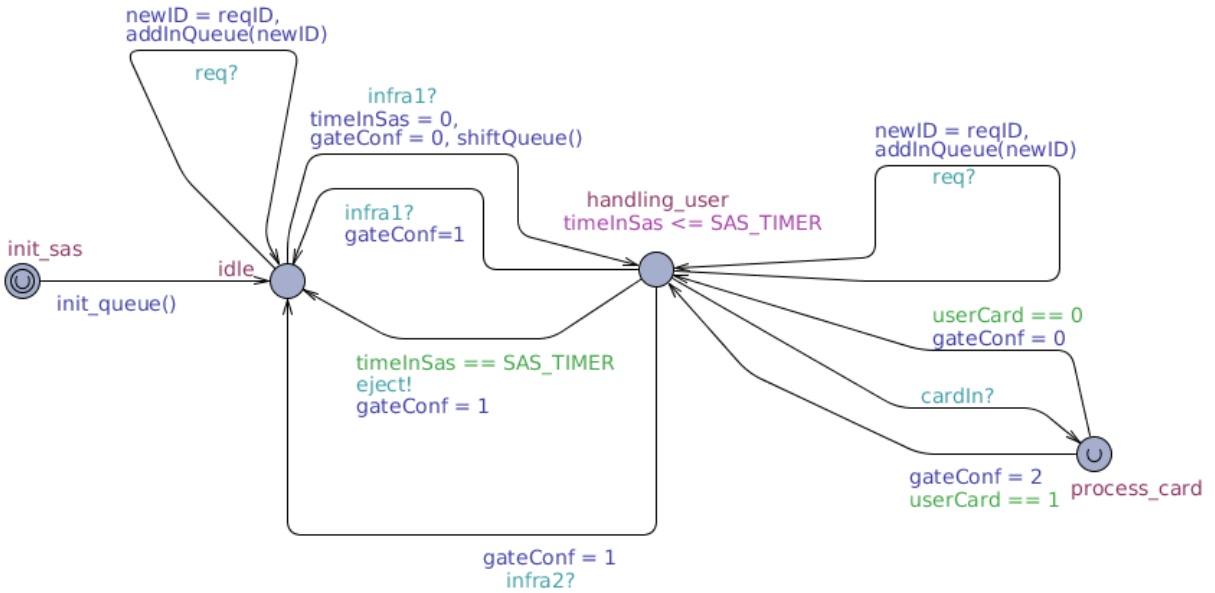 newID = reqID,
addInQueue(newID)
req?
infra1?
timeInSas = 0,
gateConf = 0, shiftQueue()
newID = reqID,
addInQueue(newID)
req?
handling_user
timeInSas <= SAS_TIMER
infra1?
gateConf=1
init_sas
idle
init_queue()
userCard == 0
gateConf = 0
timeInSas == SAS_TIMER
eject!
gateConf = 1
cardIn?
gateConf = 2
userCard == 1
process_card
gateConf = 1
infra2?